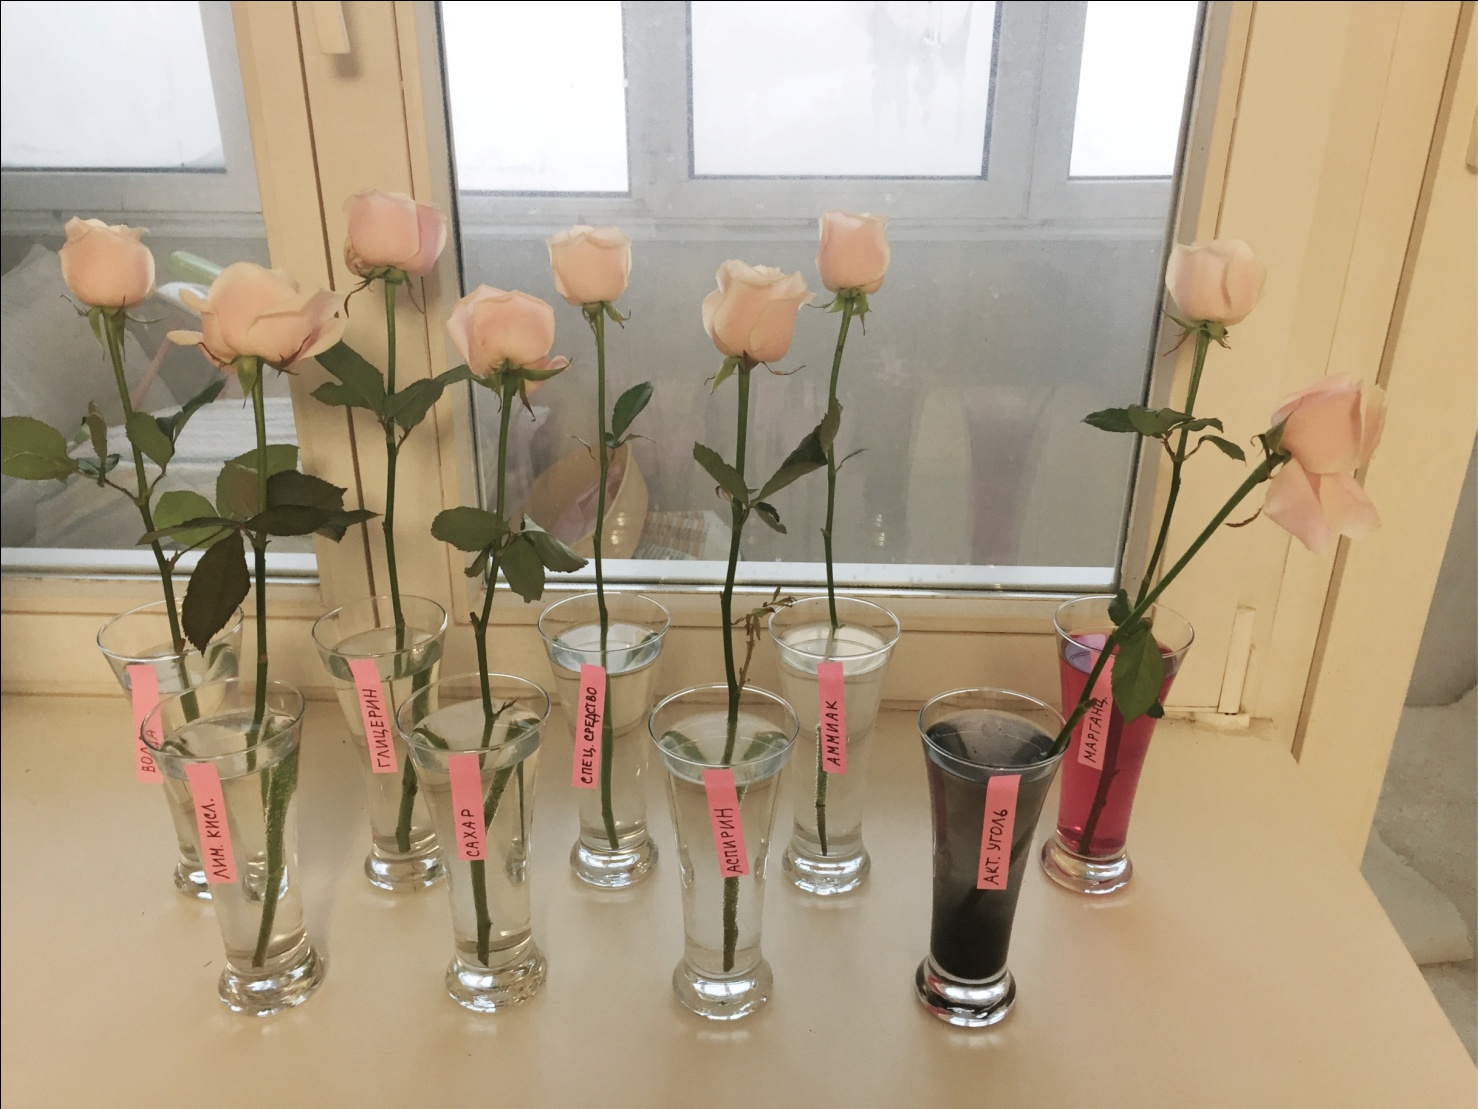 ВОДА
ГЛИЦЕРИН
СПЕЦ. СРЕДСТВО
АММИАК
МАРГАНЦ.
ЛИМ. КИСЛ.
САХАР
АСПИРИН
АКТ. УГОЛЬ